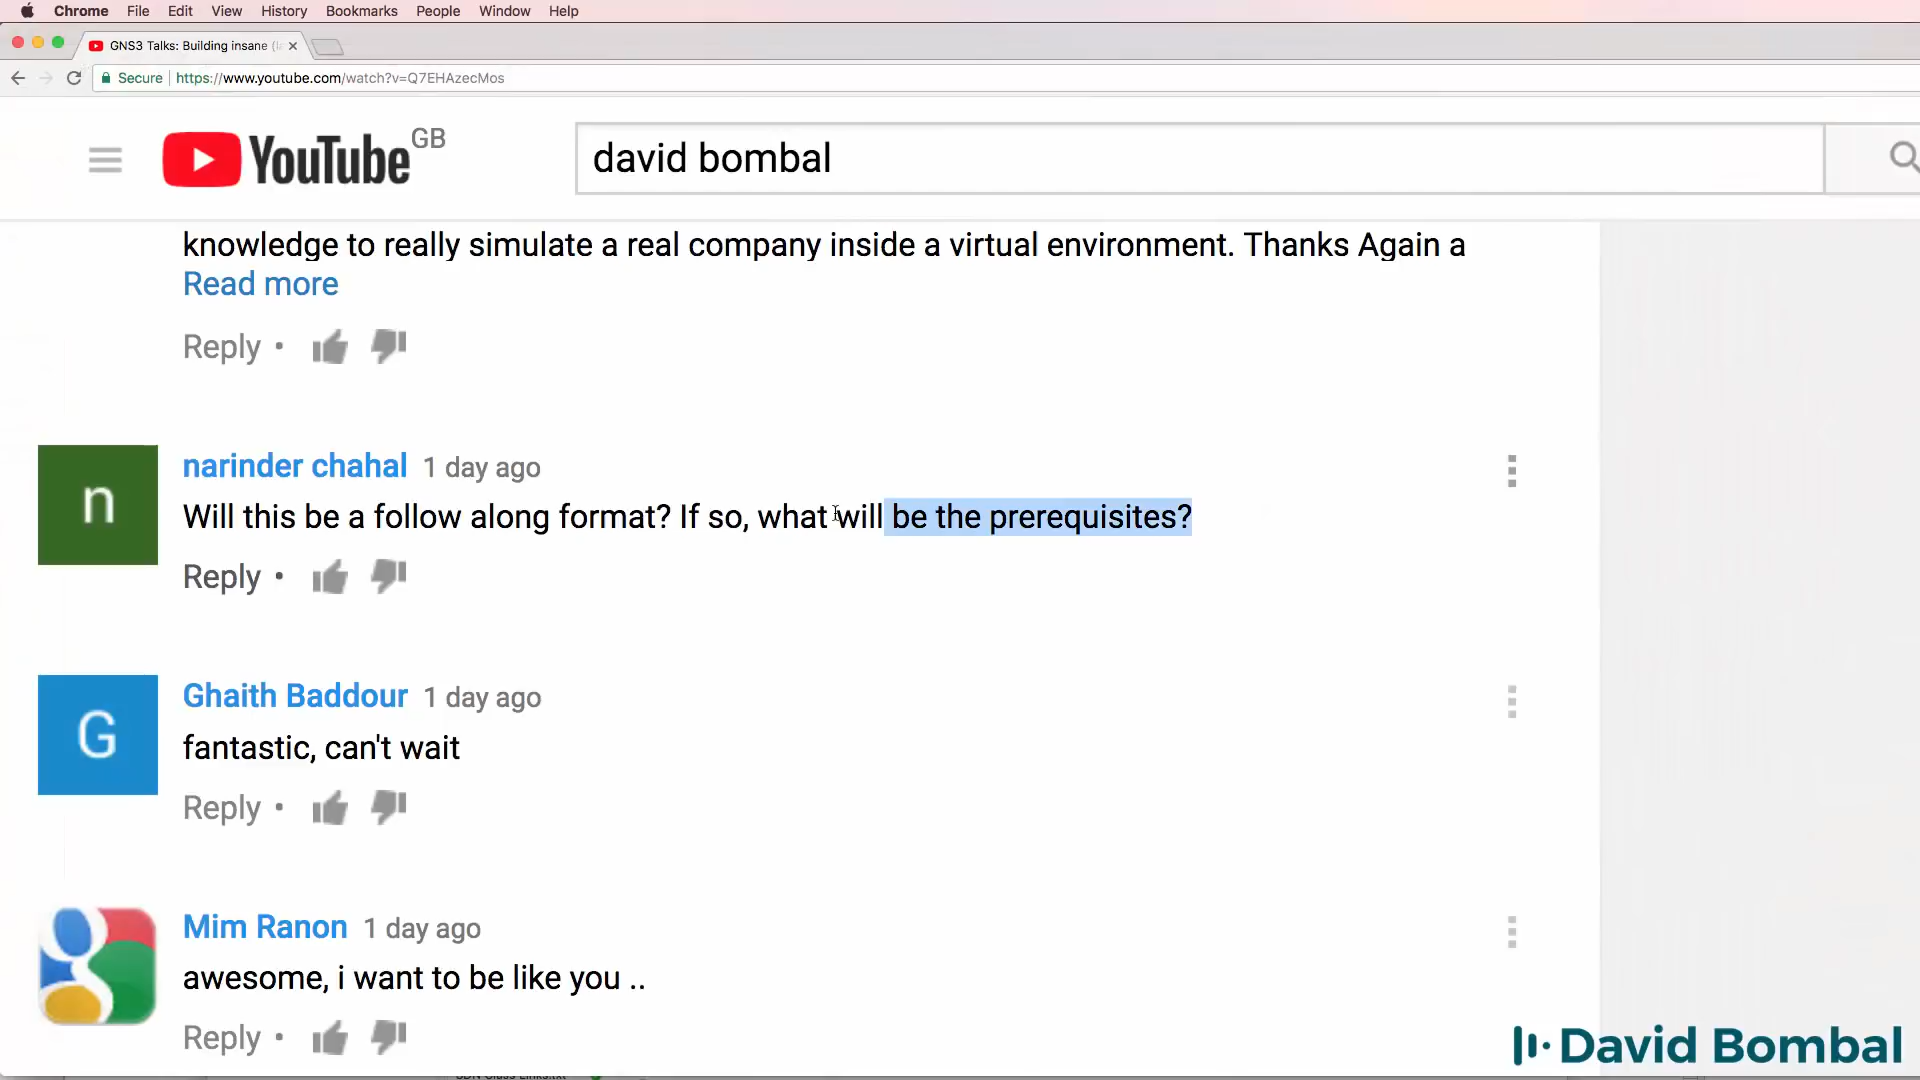 Chrome File Edit View History Bookmarks People Window Help
GNS3 Talks: Building insane
Secure https://www.youtube.com/watch?v=Q7EHAzecMos
YouTube GB
david bombal
knowledge to really simulate a real company inside a virtual environment. Thanks Again a
Read more
Reply •
n
narinder chahal 1 day ago
Will this be a follow along format? If so, what will be the prerequisites?
Reply •
G
Ghaith Baddour 1 day ago
fantastic, can't wait
Reply •
Mim Ranon 1 day ago
awesome, i want to be like you ..
Reply •
David Bombal